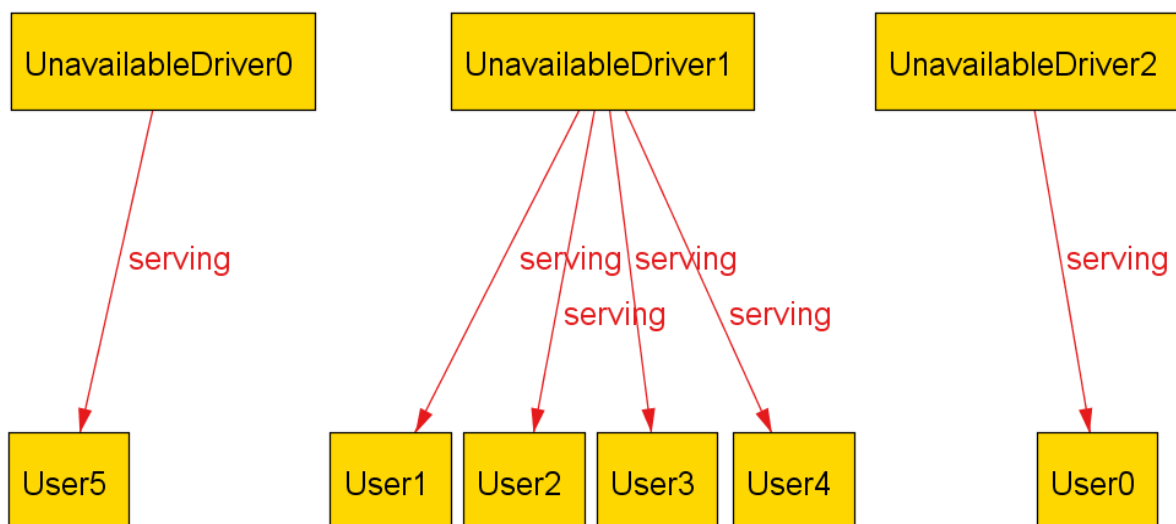 UnavailableDriver0
UnavailableDriver1
UnavailableDriver2
serving
serving
serving
serving
serving
serving
User5
User1
User2
User3
User4
User0